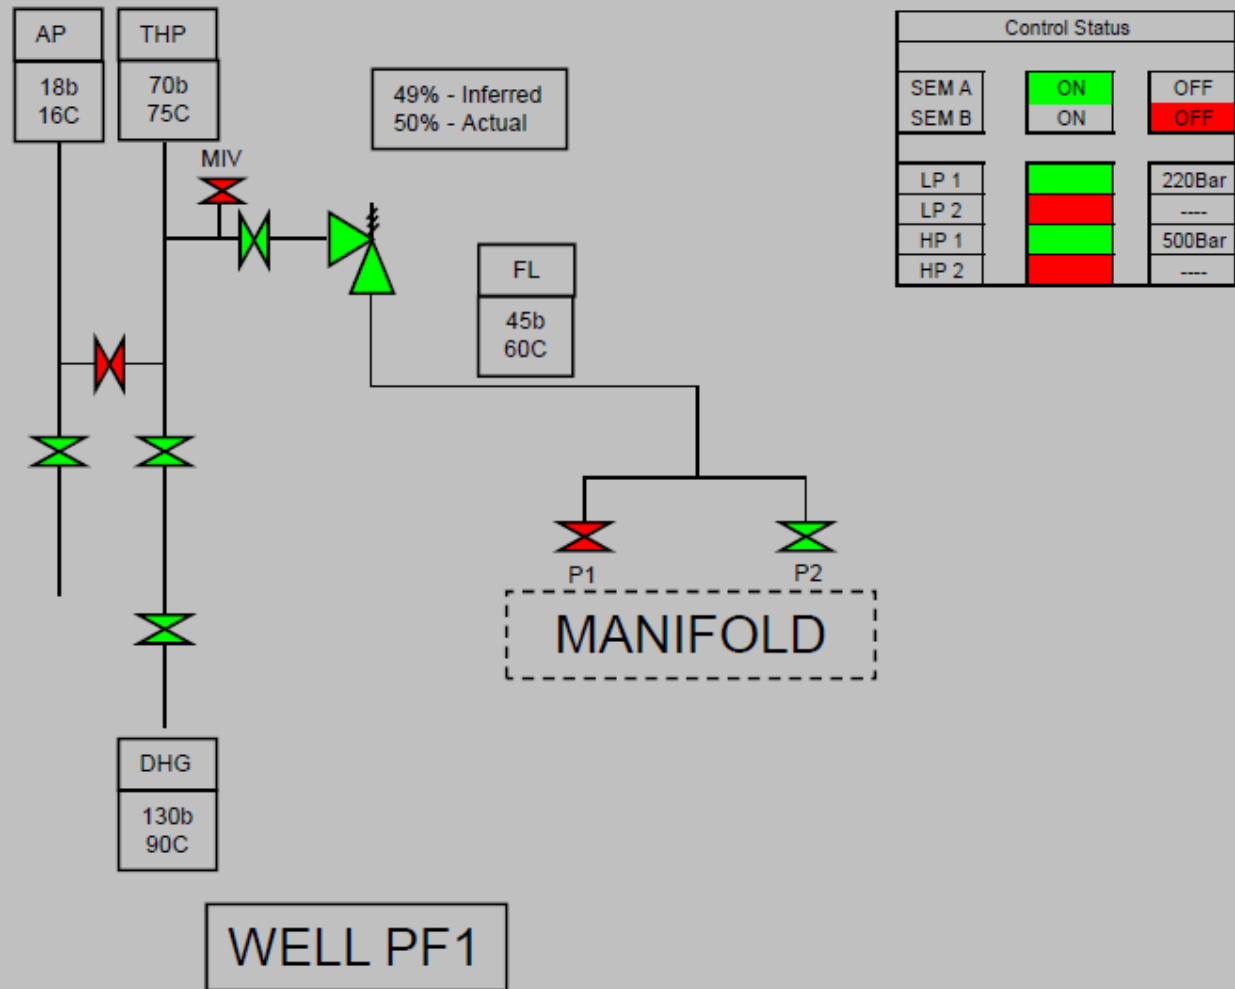 AP
18b
16C
THP
70b
75C
49% - Inferred
50% - Actual
MIV
FL
45b
60C
P1
P2
MANIFOLD
DHG
130b
90C
WELL PF1
Control Status
SEM A ON OFF
SEM B ON OFF
LP 1 220Bar
LP 2 ----
HP 1 500Bar
HP 2 ----